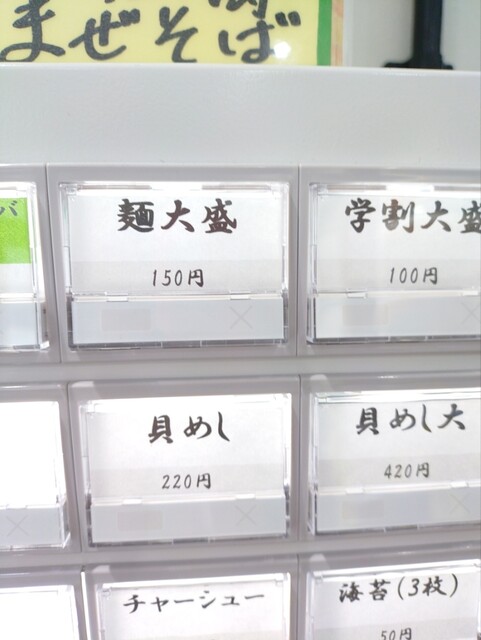 まぜそば
バ
麺大盛
150円
学割大盛
100円
貝めし
220円
貝めし大
420円
チャーシュー
海苔(3枚)
50円